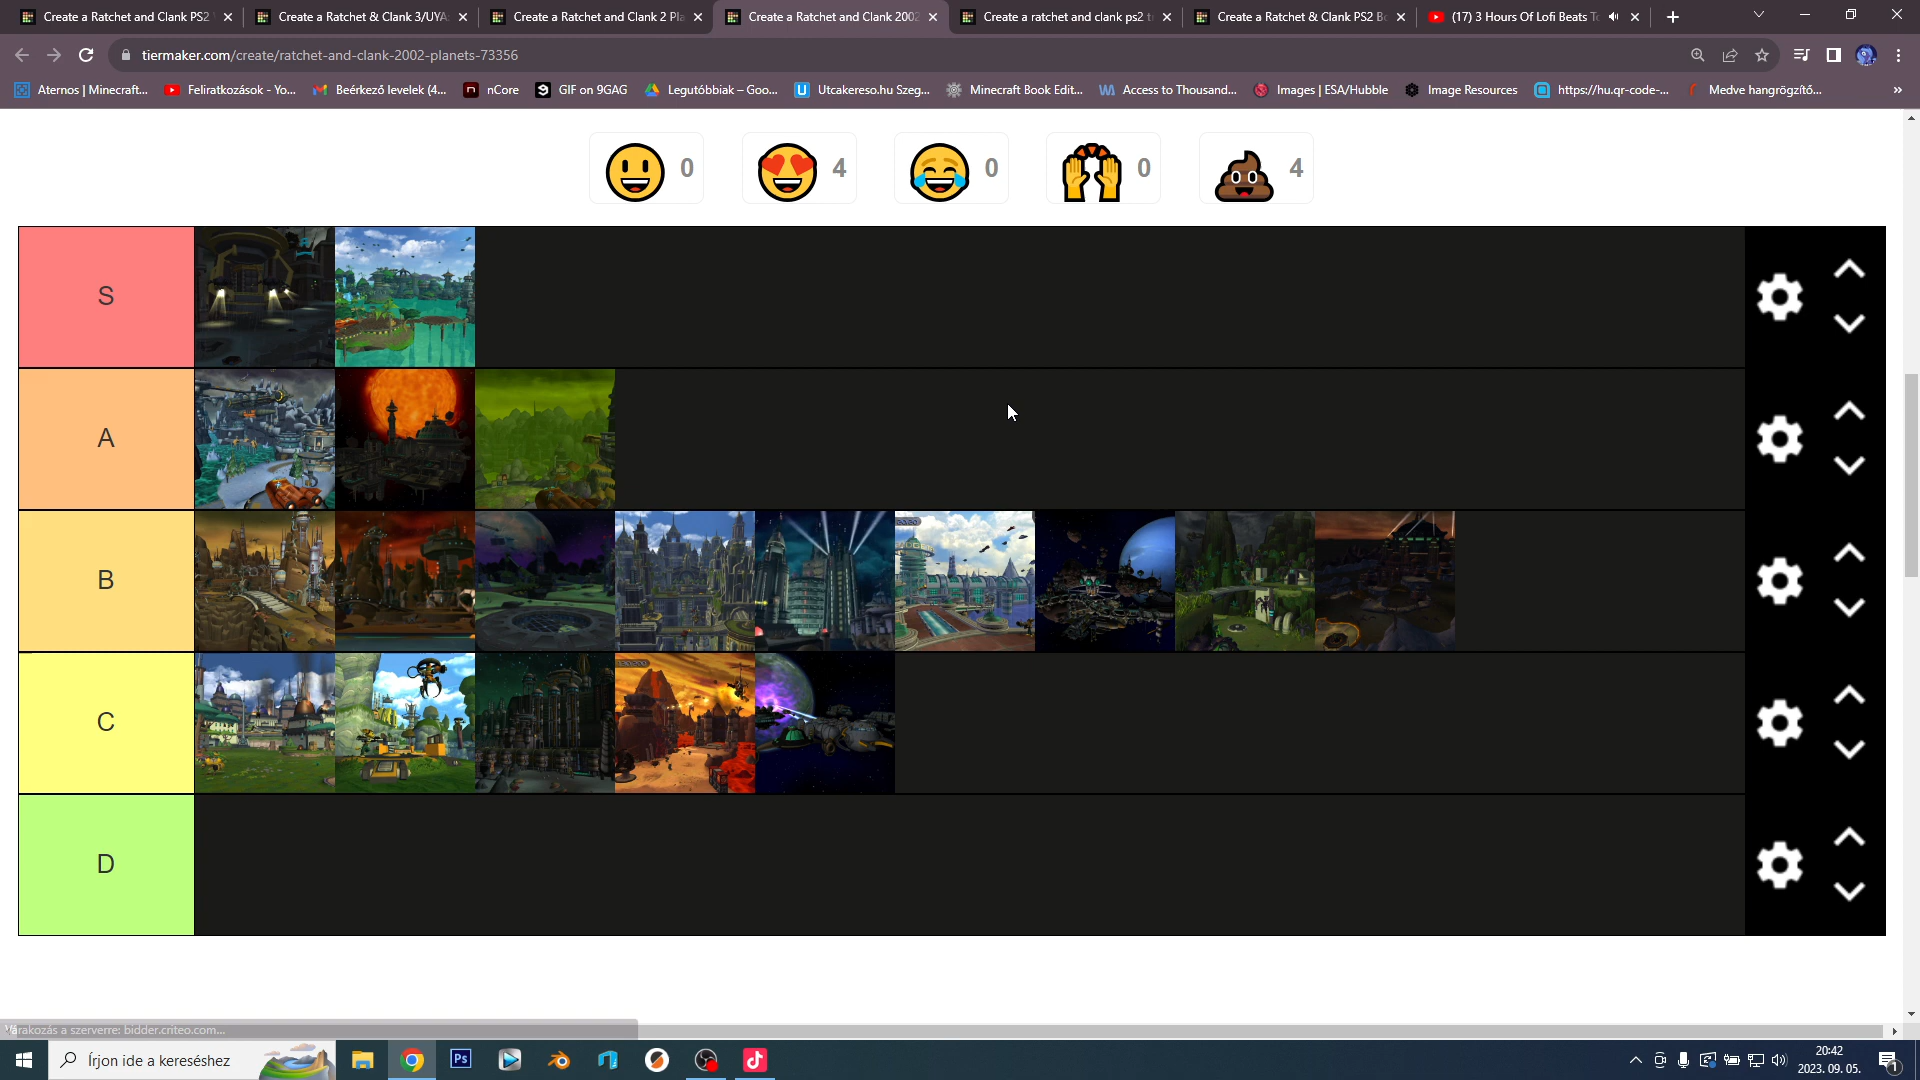 Create a Ratchet and Clank PS2
Create a Ratchet & Clank 3/UYA
Create a Ratchet and Clank 2 Pla
Create a Ratchet and Clank 2002
Create a ratchet and clank ps2 t
Create a Ratchet & Clank PS2 B
(17) 3 Hours Of Lofi Beats T
tiermaker.com/create/ratchet-and-clank-2002-planets-73356
Aternos | Minecraft...
Feliratkozások - Yo...
Beérkező levelek (4...
nCore
GIF on 9GAG
Legutóbbiak – Goo...
Utcakereso.hu Szeg...
Minecraft Book Edit...
Access to Thousand...
Images | ESA/Hubble
Image Resources
https://hu.qr-code-...
Medve hangrögzítő...
0
4
0
0
4
S
A
B
C
D
Várakozás a szerverre: bidder.criteo.com...
Írjon ide a kereséshez
Ps
20:42
2023. 09. 05.
1